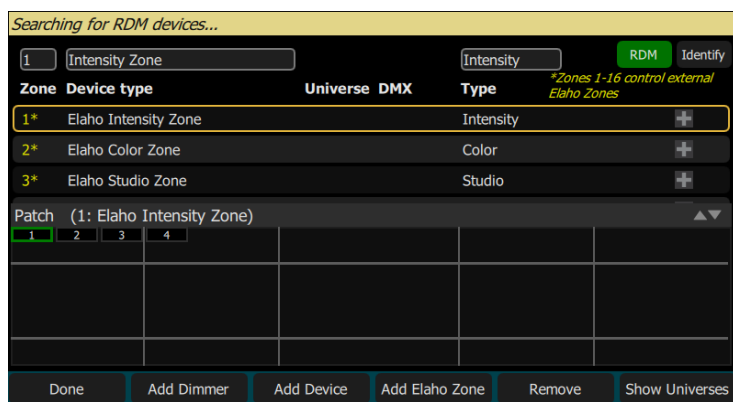 Searching for RDM devices...
1 Intensity Zone Intensity RDM Identify
Zone Device type Universe DMX Type *Zones 1-16 control external
Elaho Zones
1* Elaho Intensity Zone Intensity
2* Elaho Color Zone Color
3* Elaho Studio Zone Studio
Patch (1: Elaho Intensity Zone)
1 2 3 4
Done Add Dimmer Add Device Add Elaho Zone Remove Show Universes